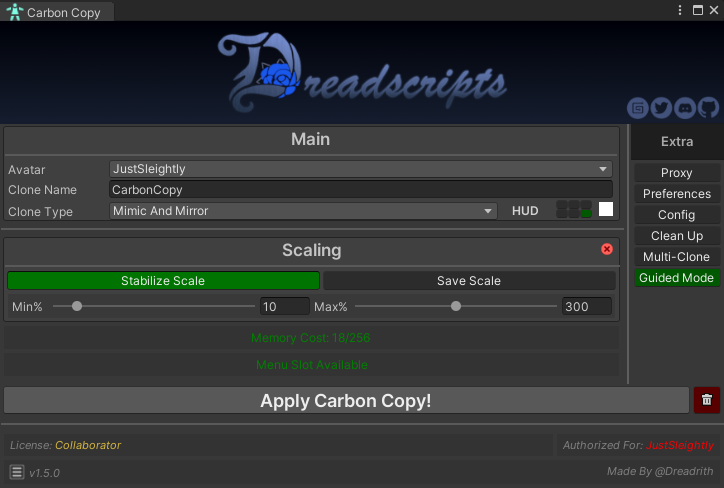 Carbon Copy
Dreadscripts
Main
Extra
Avatar JustSleightly
Clone Name CarbonCopy
Clone Type Mimic And Mirror HUD
Proxy
Preferences
Config
Clean Up
Multi-Clone
Guided Mode
Scaling
Stabilize Scale Save Scale
Min% 10 Max% 300
Memory Cost: 18/256
Menu Slot Available
Apply Carbon Copy!
License: Collaborator Authorized For: JustSleightly
v1.5.0 Made By @Dreadrith